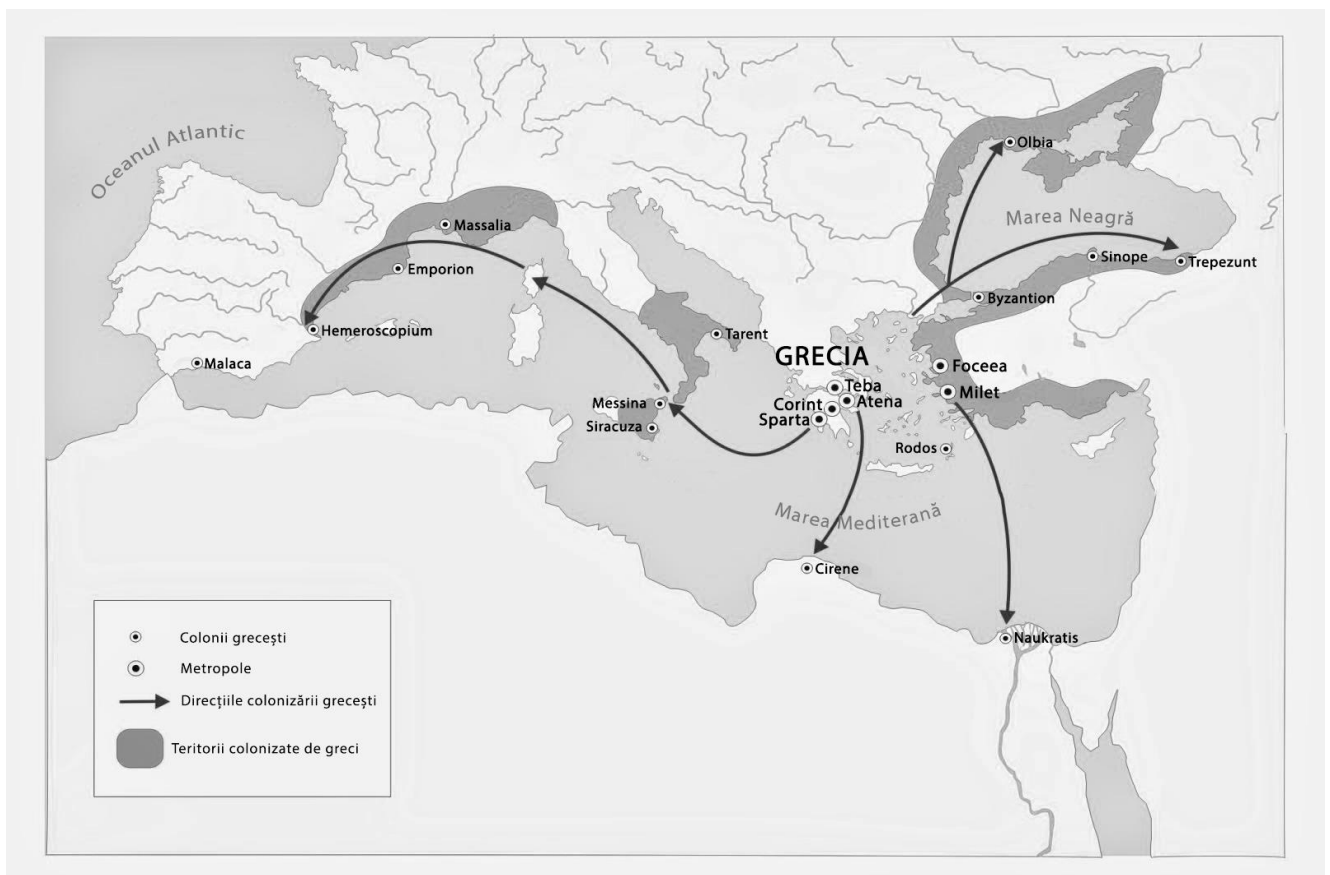 Oceanul Atlantic
Olbia
Marea Neagră
Massalia
Sinope
Trepezunt
Emporion
Byzantion
Hemeroscopium
Tarent
GRECIA
Malaca
Foceea
Teba
Milet
Atena
Messina
Corint
Siracuza
Sparta
Rodos
Marea Mediterană
Cirene
Naukratis
Colonii grecești
Metropole
Direcțiile colonizării grecești
Teritorii colonizate de greci